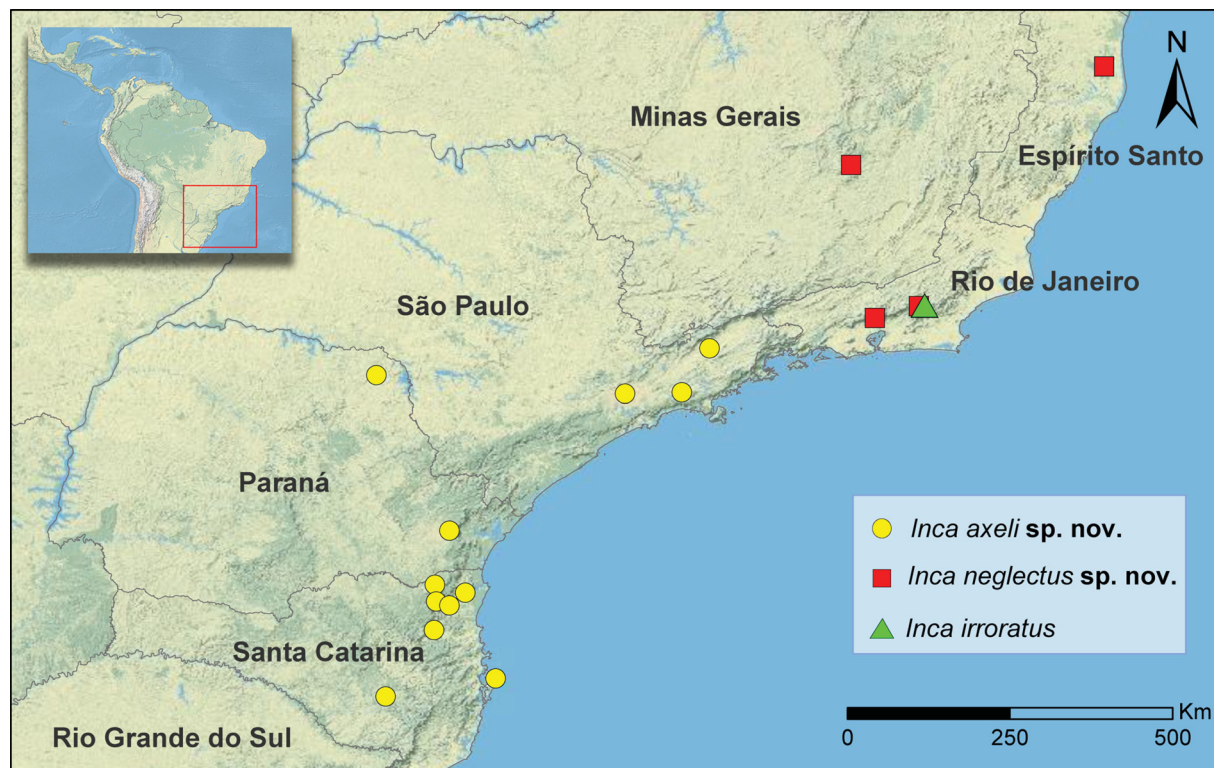 N
Minas Gerais
Espírito Santo
Rio de Janeiro
São Paulo
Paraná
Santa Catarina
Rio Grande do Sul
Inca axeli sp. nov.
Inca neglectus sp. nov.
Inca irroratus
Km
0 250 500